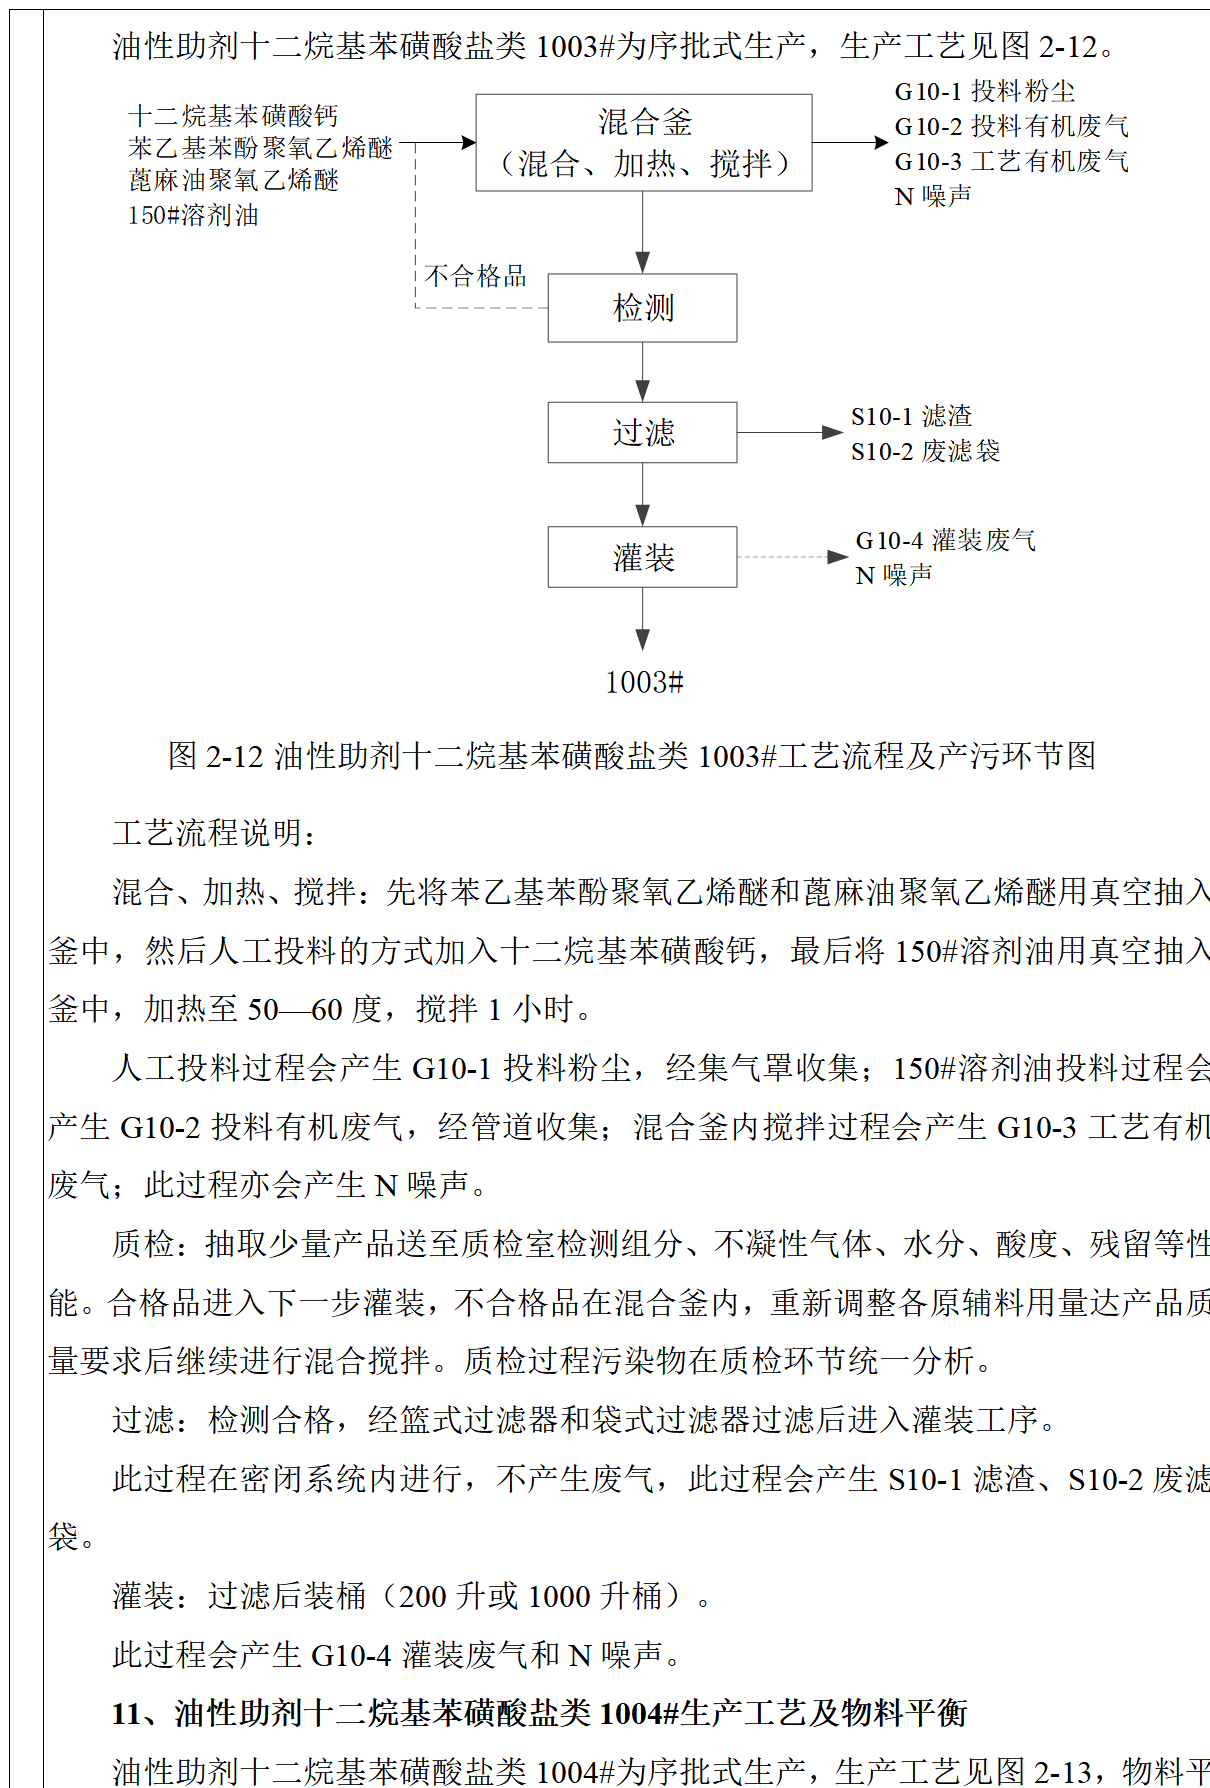 油性助剂十二烷基苯磺酸盐类 1003#为序批式生产，生产工艺见图 2-12。
十二烷基苯磺酸钙
苯乙基苯酚聚氧乙烯醚
蓖麻油聚氧乙烯醚
150#溶剂油
混合釜
（混合、加热、搅拌）
G10-1 投料粉尘
G10-2 投料有机废气
G10-3 工艺有机废气
N 噪声
不合格品
检测
过滤
S10-1 滤渣
S10-2 废滤袋
灌装
G10-4 灌装废气
N 噪声
1003#
图 2-12 油性助剂十二烷基苯磺酸盐类 1003#工艺流程及产污环节图
工艺流程说明：
混合、加热、搅拌：先将苯乙基苯酚聚氧乙烯醚和蓖麻油聚氧乙烯醚用真空抽入
釜中，然后人工投料的方式加入十二烷基苯磺酸钙，最后将 150#溶剂油用真空抽入
釜中，加热至 50—60 度，搅拌 1 小时。
人工投料过程会产生 G10-1 投料粉尘，经集气罩收集；150#溶剂油投料过程会
产生 G10-2 投料有机废气，经管道收集；混合釜内搅拌过程会产生 G10-3 工艺有机
废气；此过程亦会产生 N 噪声。
质检：抽取少量产品送至质检室检测组分、不凝性气体、水分、酸度、残留等性
能。合格品进入下一步灌装，不合格品在混合釜内，重新调整各原辅料用量达产品质
量要求后继续进行混合搅拌。质检过程污染物在质检环节统一分析。
过滤：检测合格，经篮式过滤器和袋式过滤器过滤后进入灌装工序。
此过程在密闭系统内进行，不产生废气，此过程会产生 S10-1 滤渣、S10-2 废滤
袋。
灌装：过滤后装桶（200 升或 1000 升桶）。
此过程会产生 G10-4 灌装废气和 N 噪声。
11、油性助剂十二烷基苯磺酸盐类 1004#生产工艺及物料平衡
油性助剂十二烷基苯磺酸盐类 1004#为序批式生产，生产工艺见图 2-13，物料平